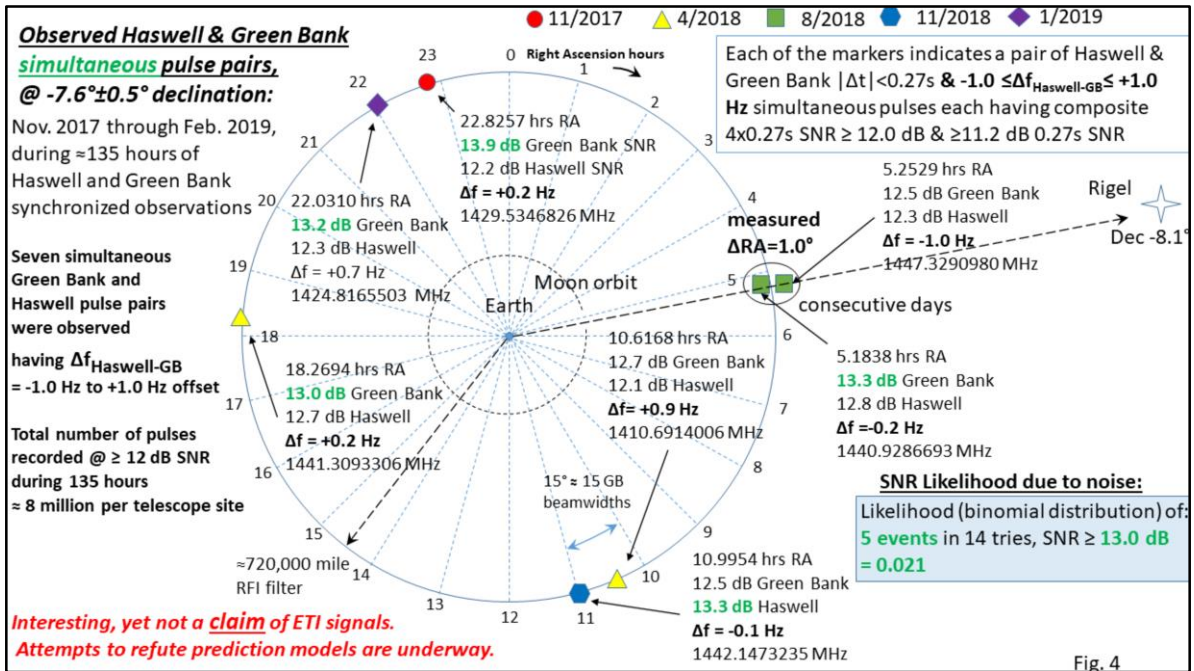 11/2017 4/2018 8/2018 11/2018 1/2019
Observed Haswell & Green Bank
simultaneous pulse pairs,
@ -7.6°±0.5° declination:
Nov. 2017 through Feb. 2019,
during ≈135 hours of
Haswell and Green Bank
synchronized observations
Seven simultaneous
Green Bank and
Haswell pulse pairs
were observed
having Δf Haswell-GB
= -1.0 Hz to +1.0 Hz offset
Total number of pulses
recorded @ ≥ 12 dB SNR
during 135 hours
≈ 8 million per telescope site
Interesting, yet not a claim of ETI signals.
Attempts to refute prediction models are underway.
Right Ascension hours
0
1
2
3
4
5
6
7
8
9
10
11
12
13
14
15
16
17
18
19
20
21
22
23
Each of the markers indicates a pair of Haswell &
Green Bank |Δt|<0.27s & -1.0 ≤Δf Haswell-GB≤ +1.0
Hz simultaneous pulses each having composite
4x0.27s SNR ≥ 12.0 dB & ≥11.2 dB 0.27s SNR
22.8257 hrs RA
13.9 dB Green Bank SNR
12.2 dB Haswell SNR
Δf = +0.2 Hz
1429.5346826 MHz
22.0310 hrs RA
13.2 dB Green Bank
12.3 dB Haswell
Δf = +0.7 Hz
1424.8165503 MHz
5.2529 hrs RA
12.5 dB Green Bank
12.3 dB Haswell
Δf = -1.0 Hz
1447.3290980 MHz
Rigel
Dec -8.1°
measured
ΔRA=1.0°
consecutive days
Moon orbit
Earth
18.2694 hrs RA
13.0 dB Green Bank
12.7 dB Haswell
Δf = +0.2 Hz
1441.3093306 MHz
10.6168 hrs RA
12.7 dB Green Bank
12.1 dB Haswell
Δf= +0.9 Hz
1410.6914006 MHz
5.1838 hrs RA
13.3 dB Green Bank
12.8 dB Haswell
Δf =-0.2 Hz
1440.9286693 MHz
15° ≈ 15 GB
beamwidths
≈720,000 mile
RFI filter
10.9954 hrs RA
12.5 dB Green Bank
13.3 dB Haswell
Δf = -0.1 Hz
1442.1473235 MHz
SNR Likelihood due to noise:
Likelihood (binomial distribution) of:
5 events in 14 tries, SNR ≥ 13.0 dB
= 0.021
Fig. 4